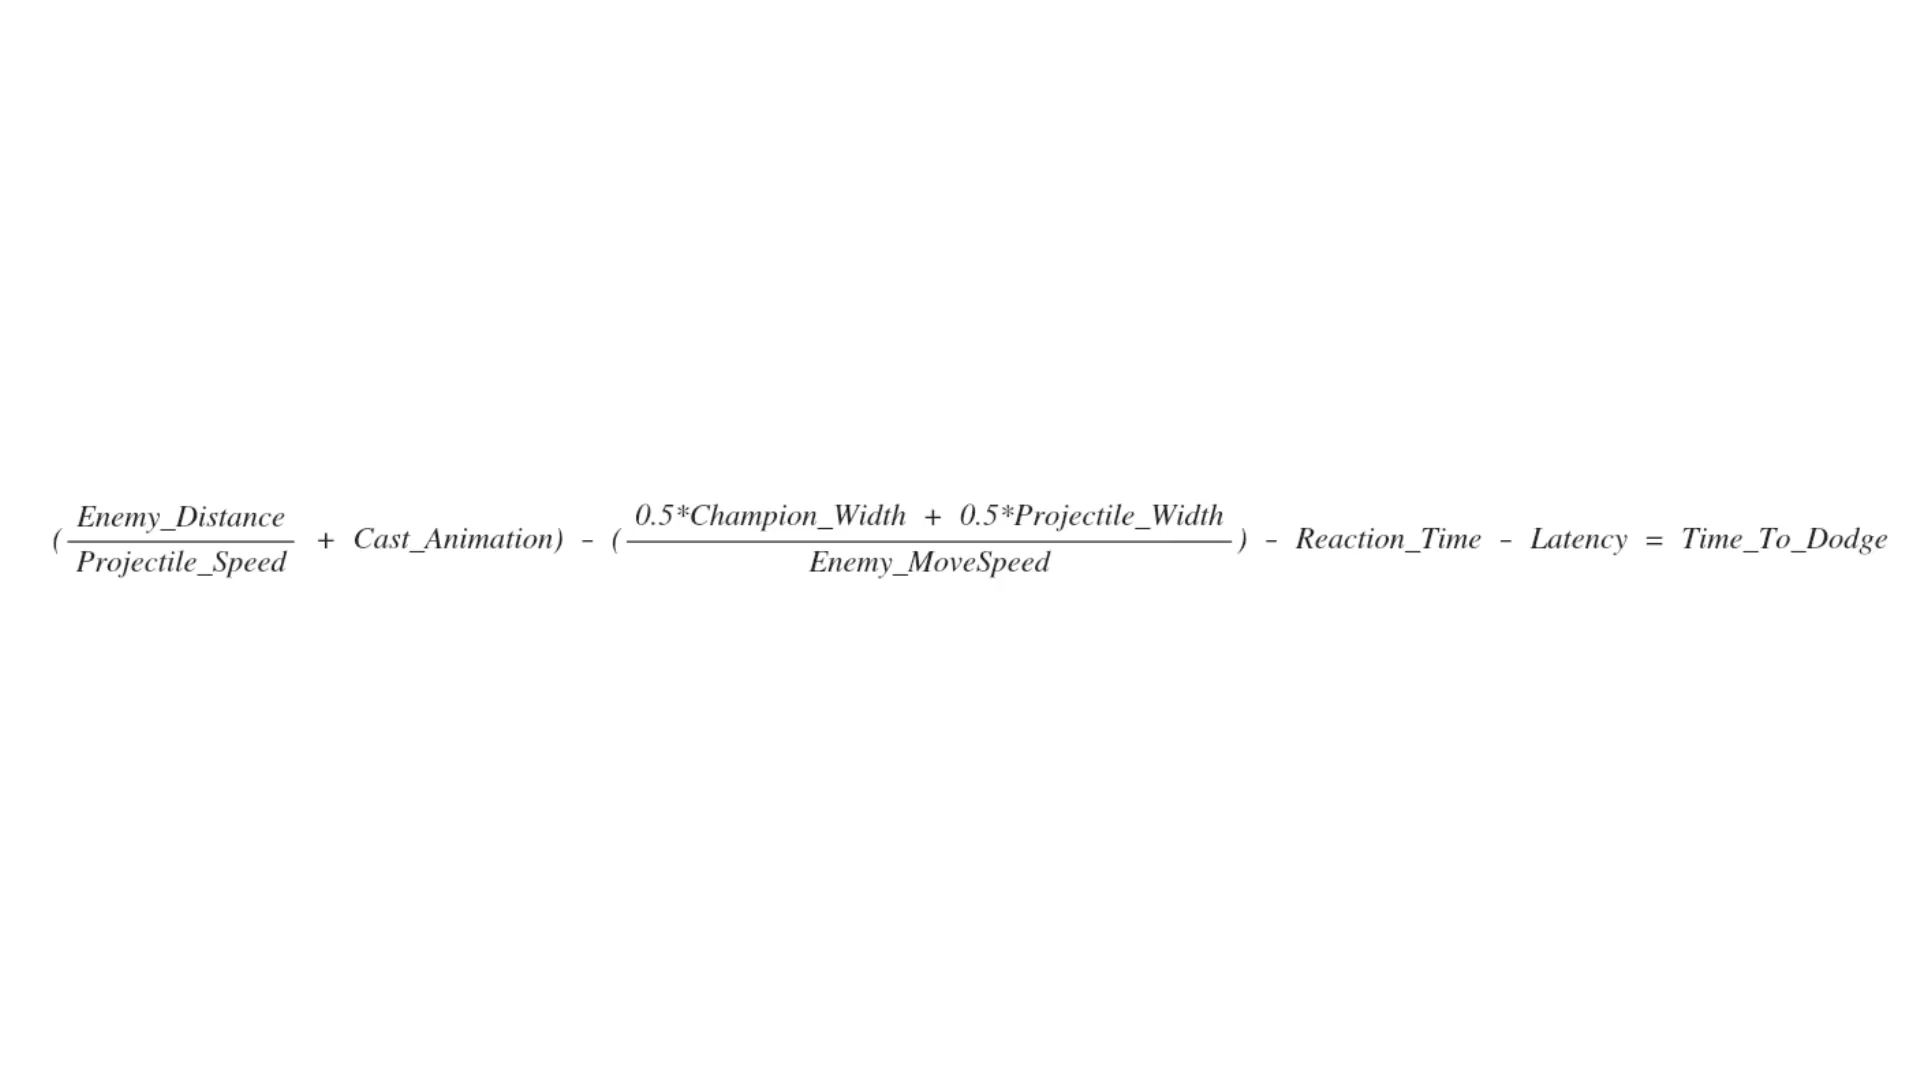 (Enemy_Distance / Projectile_Speed + Cast_Animation) - (0.5*Champion_Width + 0.5*Projectile_Width / Enemy_MoveSpeed) - Reaction_Time - Latency = Time_To_Dodge